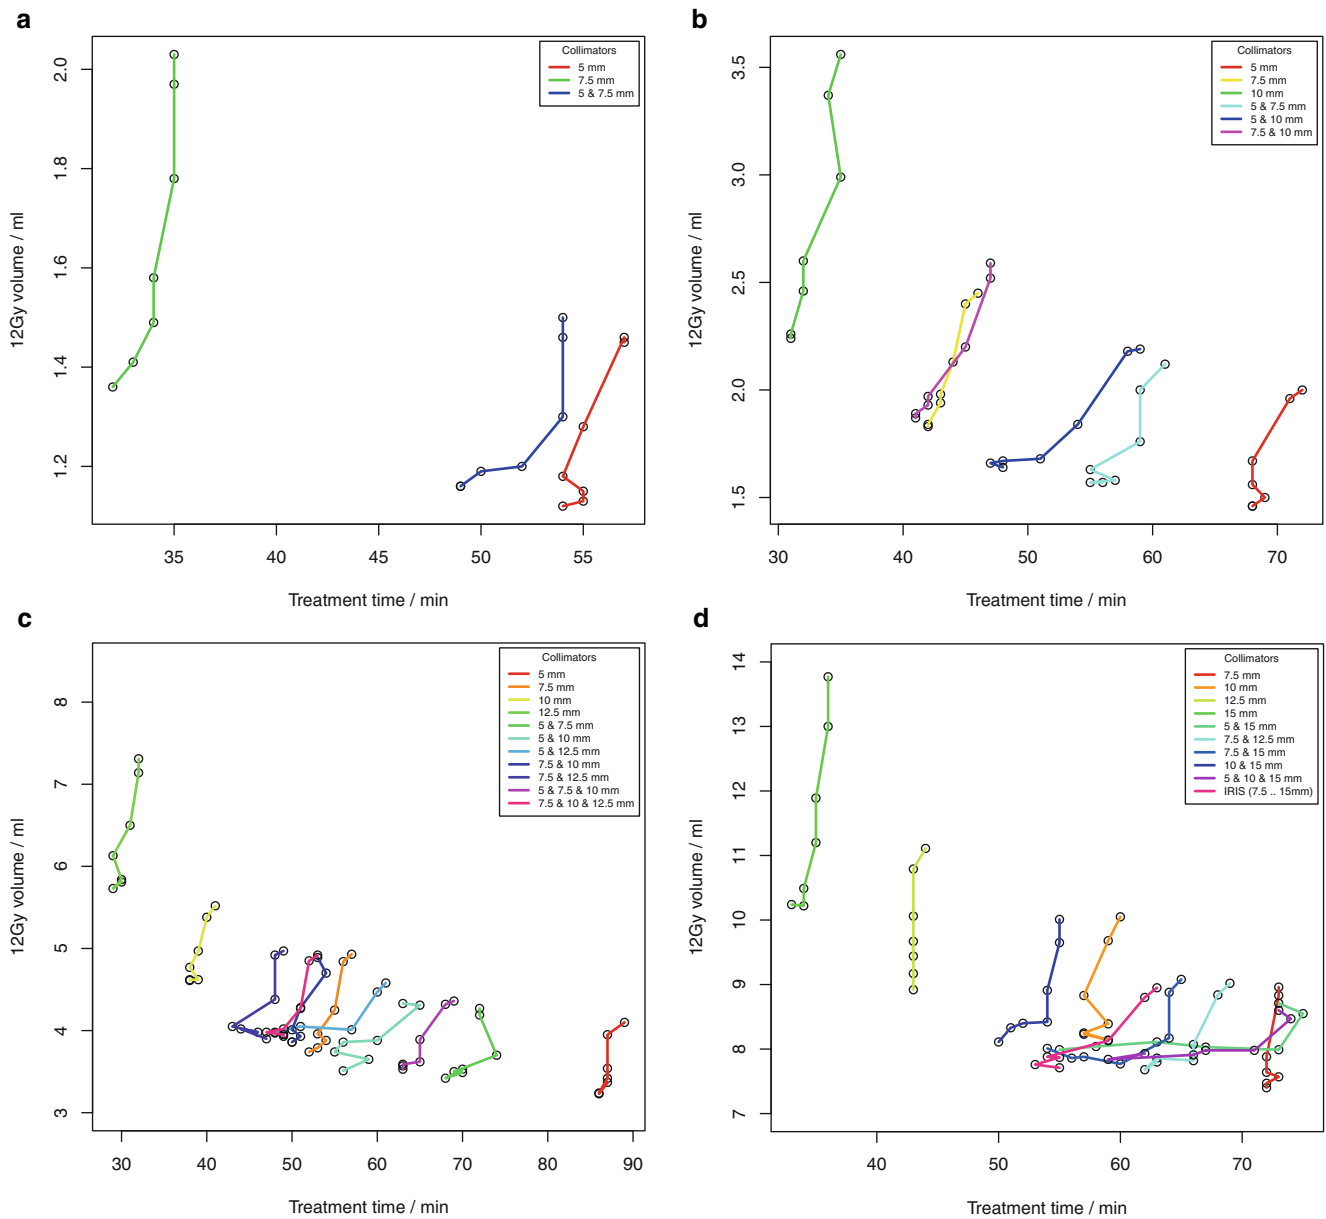 a
12Gy volume / ml
2.0
1.8
1.6
1.4
1.2
Collimators
5 mm
7.5 mm
5 & 7.5 mm
35 40 45 50 55
Treatment time / min
b
12Gy volume / ml
3.5
3.0
2.5
2.0
1.5
Collimators
5 mm
7.5 mm
10 mm
5 & 7.5 mm
5 & 10 mm
7.5 & 10 mm
30 40 50 60 70
Treatment time / min
c
12Gy volume / ml
8
7
6
5
4
3
Collimators
5 mm
7.5 mm
10 mm
12.5 mm
5 & 7.5 mm
5 & 10 mm
5 & 12.5 mm
7.5 & 10 mm
7.5 & 12.5 mm
5 & 7.5 & 10 mm
7.5 & 10 & 12.5 mm
30 40 50 60 70 80 90
Treatment time / min
d
12Gy volume / ml
14
13
12
11
10
9
8
7
Collimators
7.5 mm
10 mm
12.5 mm
15 mm
5 & 15 mm
7.5 & 12.5 mm
7.5 & 15 mm
10 & 15 mm
5 & 10 & 15 mm
IRIS (7.5 .. 15mm)
40 50 60 70
Treatment time / min